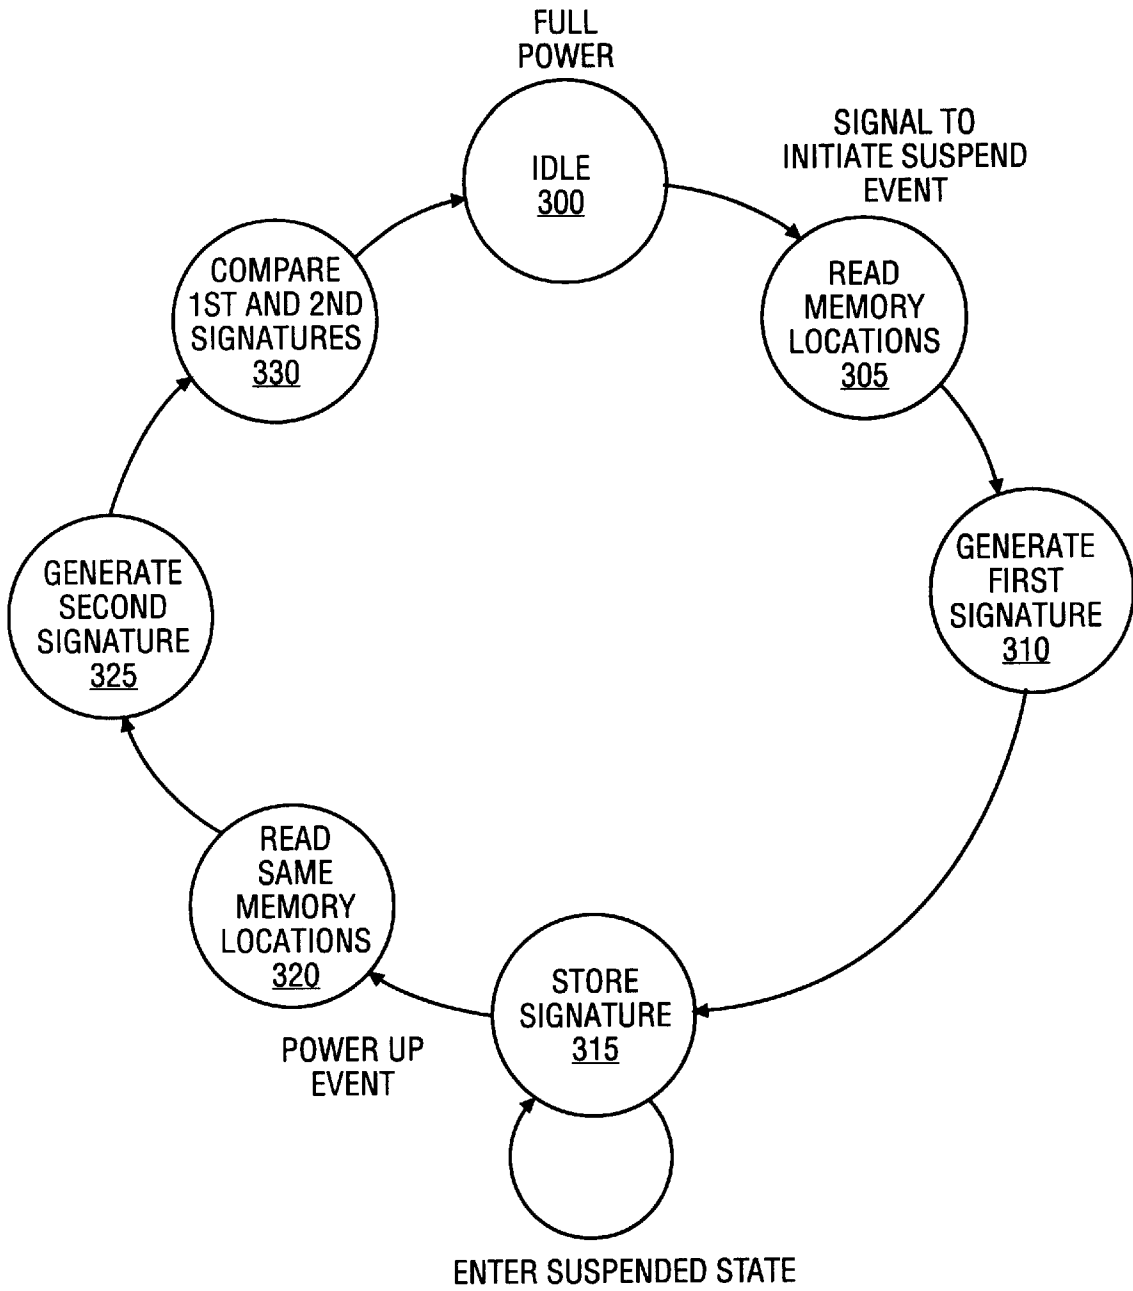 FULL
POWER
IDLE
300
SIGNAL TO
INITIATE SUSPEND
EVENT
READ
MEMORY
LOCATIONS
305
GENERATE
FIRST
SIGNATURE
310
STORE
SIGNATURE
315
ENTER SUSPENDED STATE
POWER UP
EVENT
READ
SAME
MEMORY
LOCATIONS
320
GENERATE
SECOND
SIGNATURE
325
COMPARE
1ST AND 2ND
SIGNATURES
330